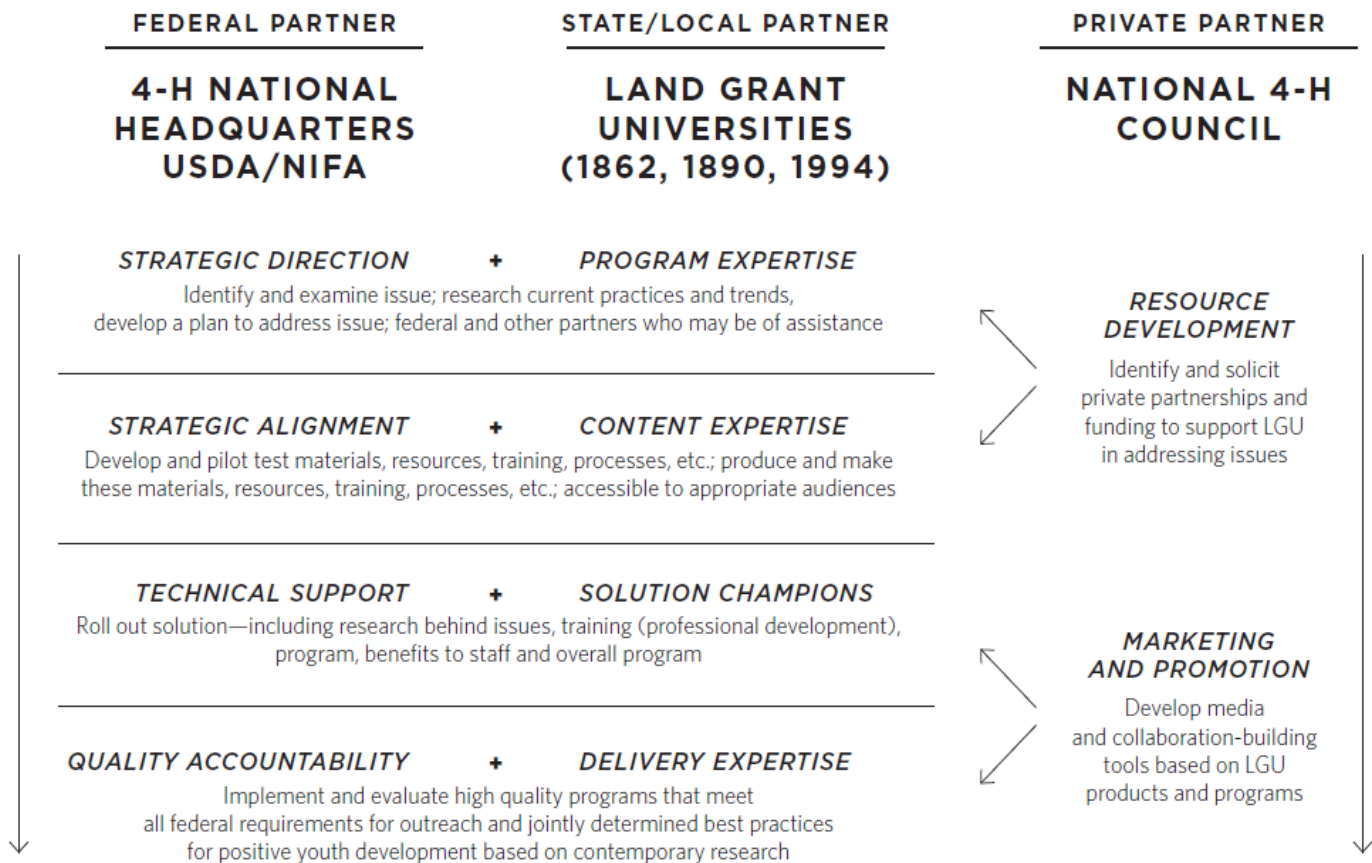 FEDERAL PARTNER
4-H NATIONAL
HEADQUARTERS
USDA/NIFA
STATE/LOCAL PARTNER
LAND GRANT
UNIVERSITIES
(1862, 1890, 1994)
PRIVATE PARTNER
NATIONAL 4-H
COUNCIL
STRATEGIC DIRECTION + PROGRAM EXPERTISE
Identify and examine issue; research current practices and trends,
develop a plan to address issue; federal and other partners who may be of assistance
STRATEGIC ALIGNMENT + CONTENT EXPERTISE
Develop and pilot test materials, resources, training, processes, etc.; produce and make
these materials, resources, training, processes, etc.; accessible to appropriate audiences
TECHNICAL SUPPORT + SOLUTION CHAMPIONS
Roll out solution—including research behind issues, training (professional development),
program, benefits to staff and overall program
QUALITY ACCOUNTABILITY + DELIVERY EXPERTISE
Implement and evaluate high quality programs that meet
all federal requirements for outreach and jointly determined best practices
for positive youth development based on contemporary research
RESOURCE
DEVELOPMENT
Identify and solicit
private partnerships and
funding to support LGU
in addressing issues
MARKETING
AND PROMOTION
Develop media
and collaboration-building
tools based on LGU
products and programs